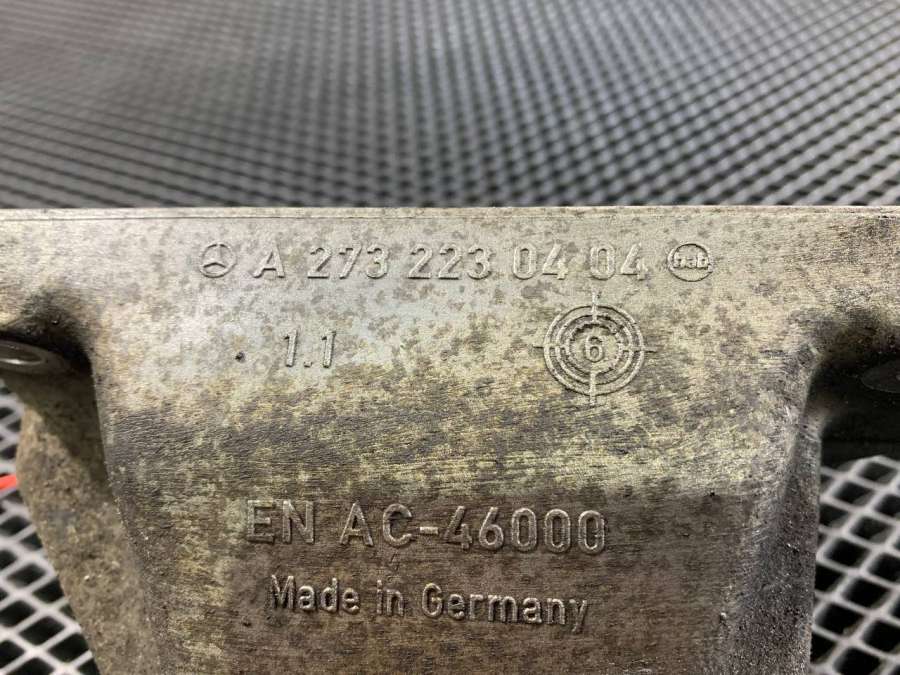 A 273 223 04 04
1.1
6
EN AC-46000
Made in Germany